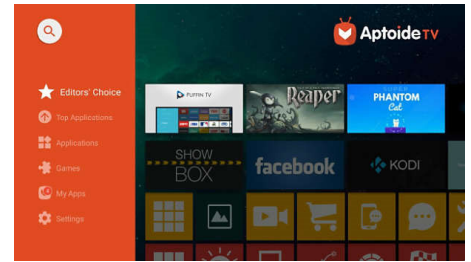 AptoideTV
Editors' Choice
Top Applications
Applications
Games
My Apps
Settings
PUFFIN TV
Reaper
SUPER
PHANTOM
Cat
SHOW
BOX
facebook
KODI